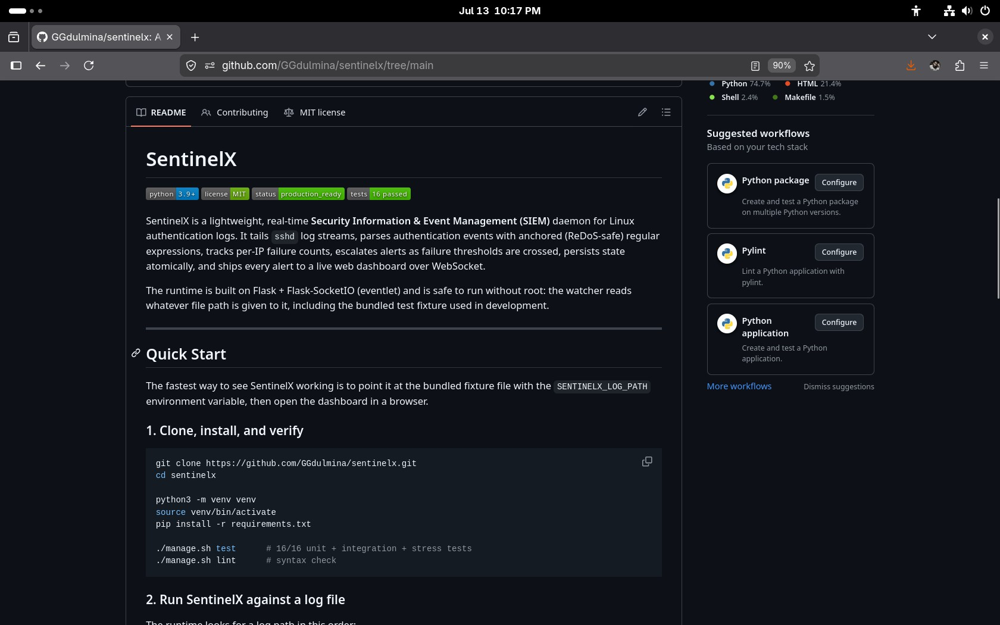 Jul 13 10:17 PM
GGdulmina/sentinelx: A
github.com/GGdulmina/sentinelx/tree/main
90%
README
Contributing
MIT license
SentinelX
python 3.9+ license MIT status production_ready tests 16 passed
SentinelX is a lightweight, real-time Security Information & Event Management (SIEM) daemon for Linux
authentication logs. It tails sshd log streams, parses authentication events with anchored (ReDoS-safe) regular
expressions, tracks per-IP failure counts, escalates alerts as failure thresholds are crossed, persists state
atomically, and ships every alert to a live web dashboard over WebSocket.
The runtime is built on Flask + Flask-SocketIO (eventlet) and is safe to run without root: the watcher reads
whatever file path is given to it, including the bundled test fixture used in development.
Quick Start
The fastest way to see SentinelX working is to point it at the bundled fixture file with the SENTINELX_LOG_PATH
environment variable, then open the dashboard in a browser.
1. Clone, install, and verify
git clone https://github.com/GGdulmina/sentinelx.git
cd sentinelx
python3 -m venv venv
source venv/bin/activate
pip install -r requirements.txt
./manage.sh test      # 16/16 unit + integration + stress tests
./manage.sh lint      # syntax check
2. Run SentinelX against a log file
The runtime looks for a log path in this order:
Python 74.7% HTML 21.4%
Shell 2.4% Makefile 1.5%
Suggested workflows
Based on your tech stack
Python package
Configure
Create and test a Python package
on multiple Python versions.
Pylint
Configure
Lint a Python application with
pylint.
Python
application
Configure
Create and test a Python
application.
More workflows
Dismiss suggestions